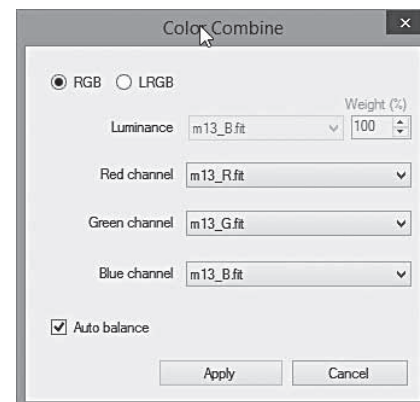 Color Combine
RGB LRGB
Weight (%)
Luminance m13_B.fit 100
Red channel m13_R.fit
Green channel m13_G.fit
Blue channel m13_B.fit
Auto balance
Apply Cancel